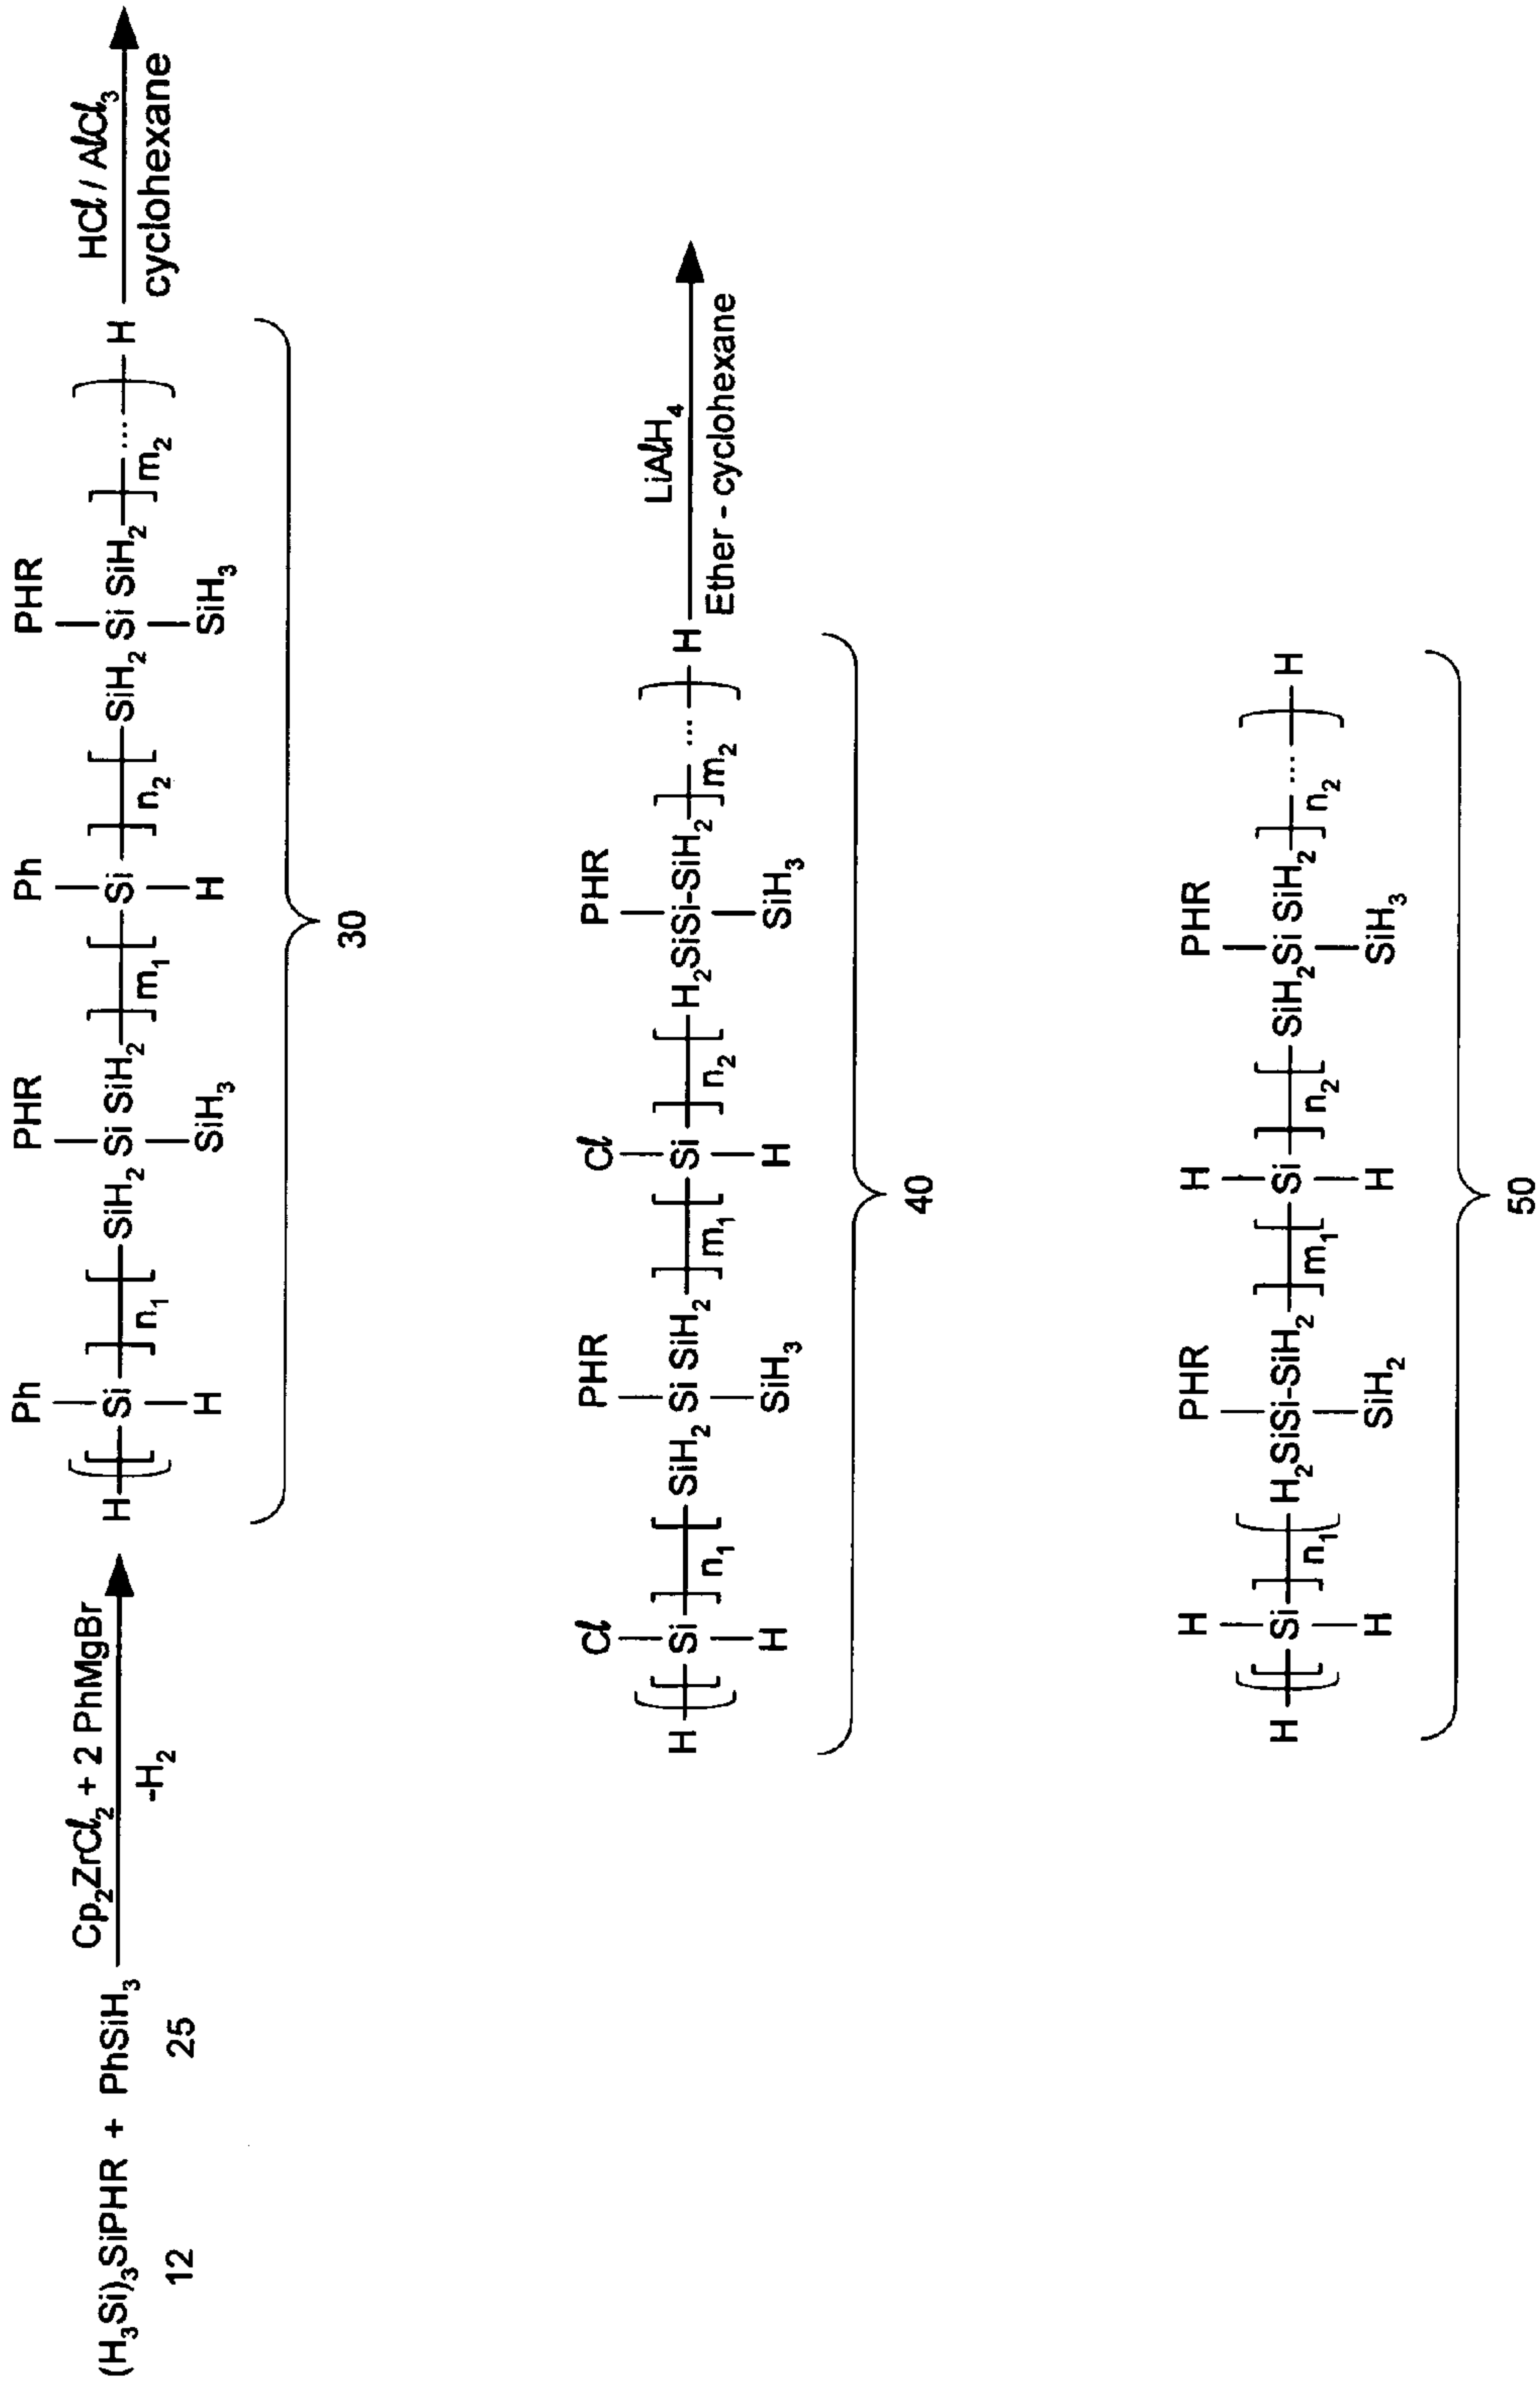 (H3Si)3SiPHR + PhSiH3
12 25
Cp2ZrCl2 + 2 PhMgBr
-H2
Ph PHR Ph PHR
H [ Si ] n1 [ SiH2 Si SiH2 ] m1 [ Si ] n2 [ SiH2 Si SiH2 ] m2 ... ) H
H SiH3 H SiH3
30
HCl / AlCl3
cyclohexane
Cl PHR Cl PHR
H ( [ Si ] n1 [ SiH2 Si SiH2 ] m1 [ Si ] n2 [ H2SiSi-SiH2 ] m2 ... ) H
H SiH3 H SiH3
40
LiAlH4
Ether - cyclohexane
H PHR H PHR
H ( [ Si ] n1 ( H2SiSi-SiH2 ] m1 [ Si ] n2 [ SiH2 Si SiH2 ] n2 ... ) H
H SiH2 H SiH3
50